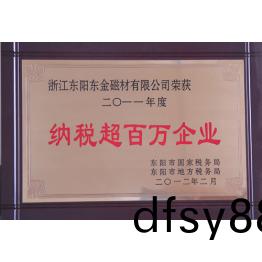 浙江东阳东金磁材有限公司荣获
二〇一一年度
纳税超百万企业
东阳市国家税务局
东阳市地方税务局
二〇一二年二月
dfsy88